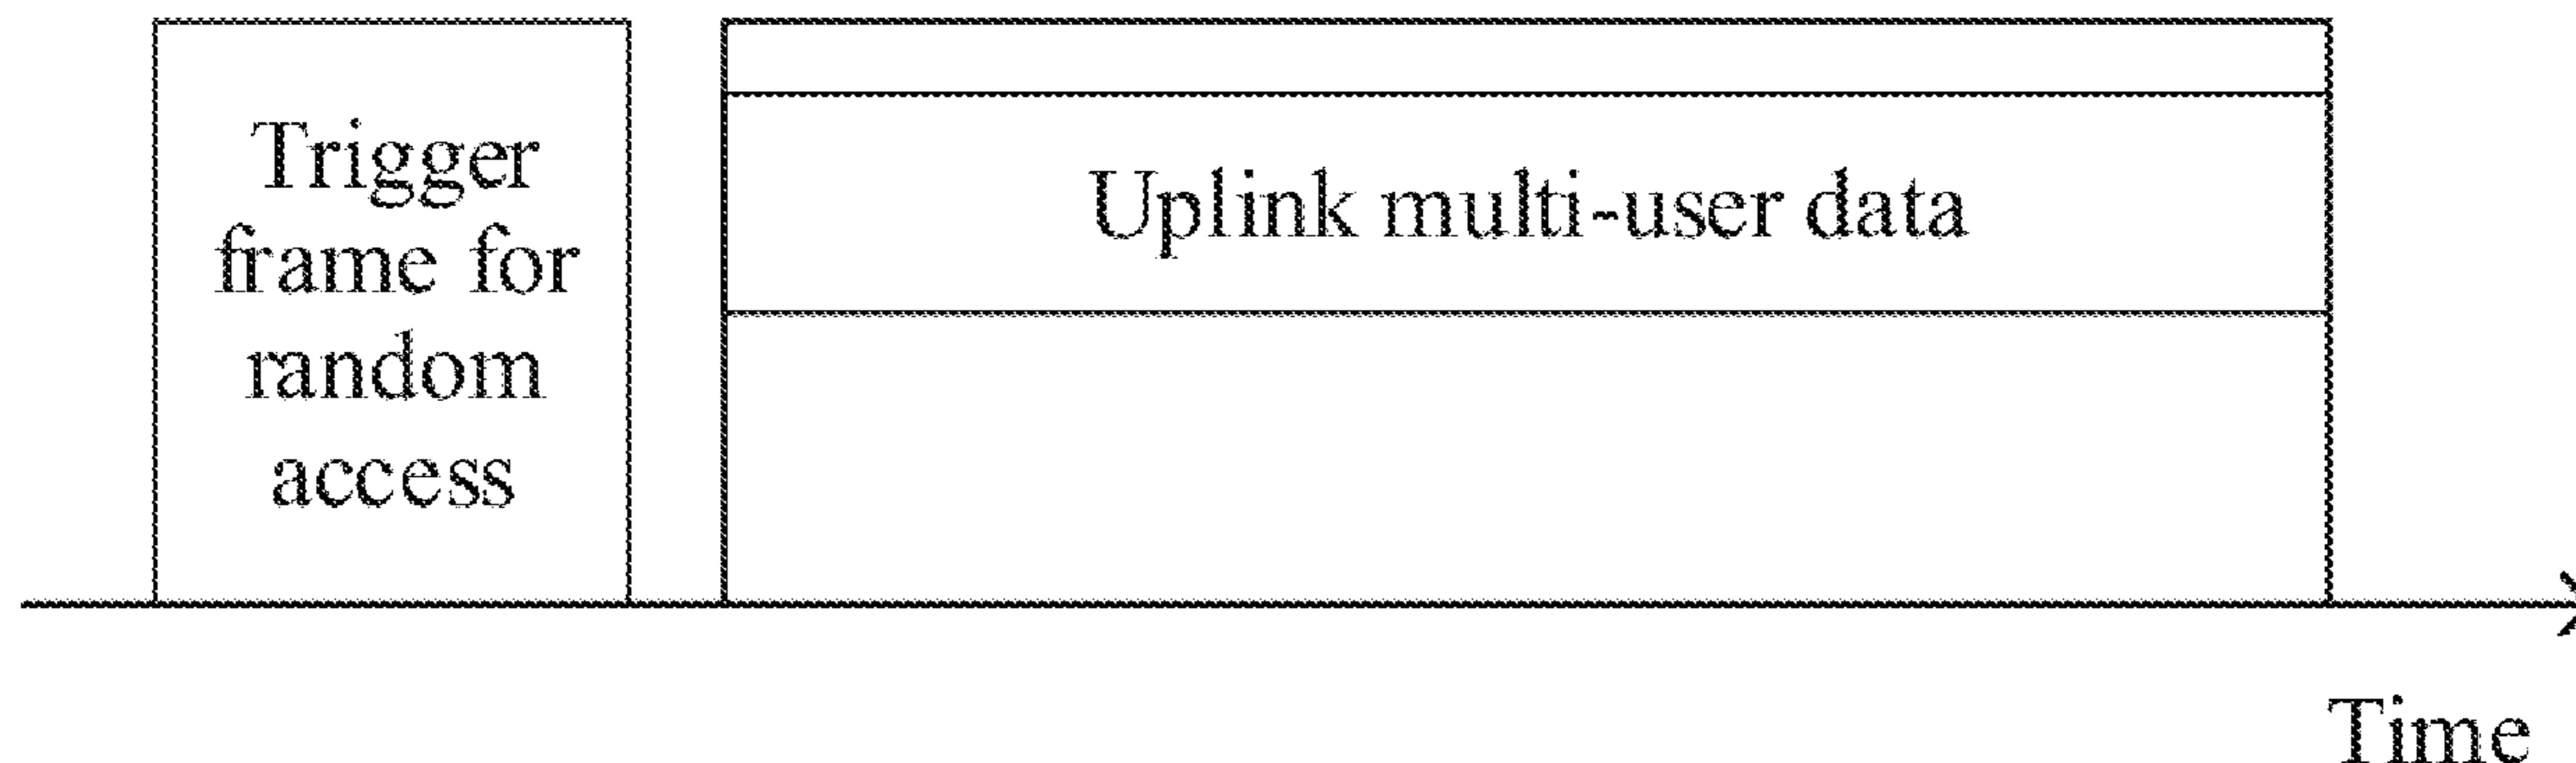 Trigger
frame for
random
access
Uplink multi-user data
Time